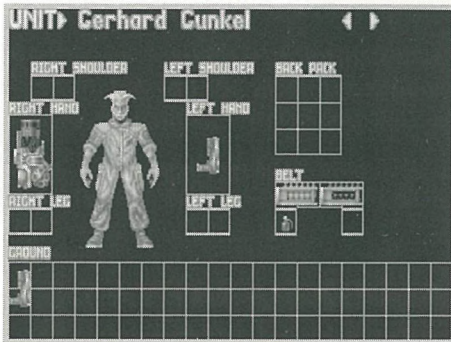 UNIT▶ Gerhard Gunkel
RIGHT SHOULDER LEFT SHOULDER BACK PACK
RIGHT HAND LEFT HAND
BELT
RIGHT LEG LEFT LEG
GROUND